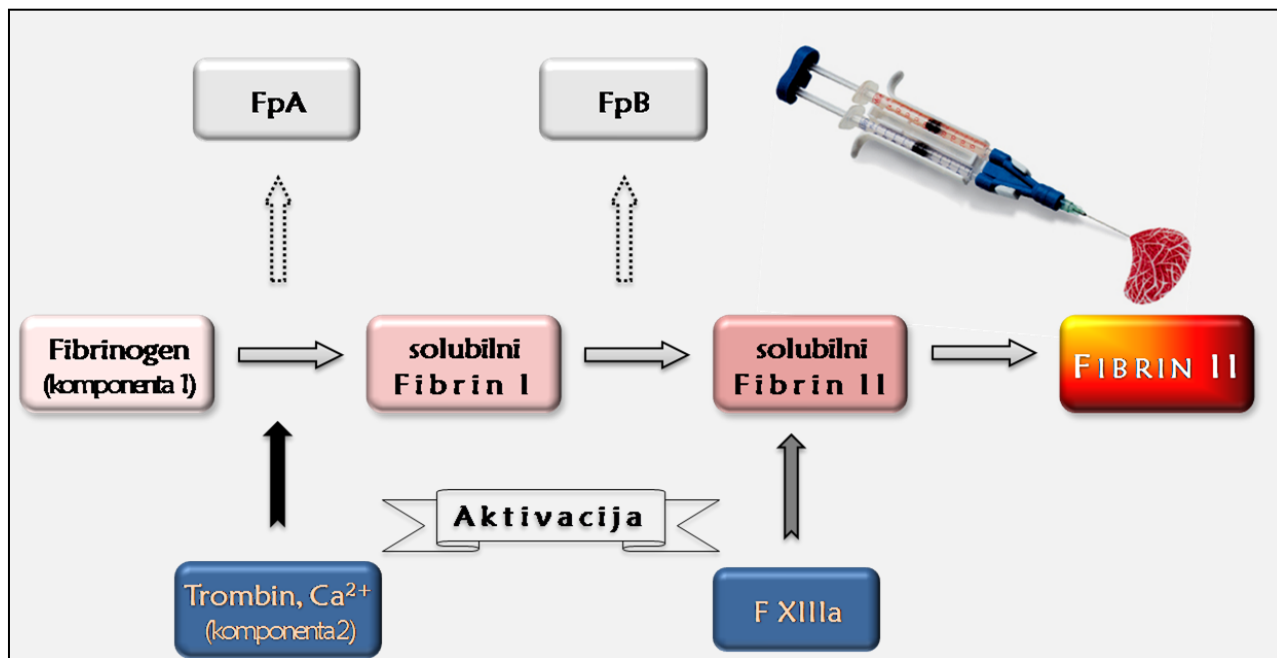 FpA
FpB
Fibrinogen
(komponenta 1)
solubilni
Fibrin I
solubilni
Fibrin II
FIBRIN II
Aktivacija
Trombin, Ca²⁺
(komponenta 2)
F XIIIa